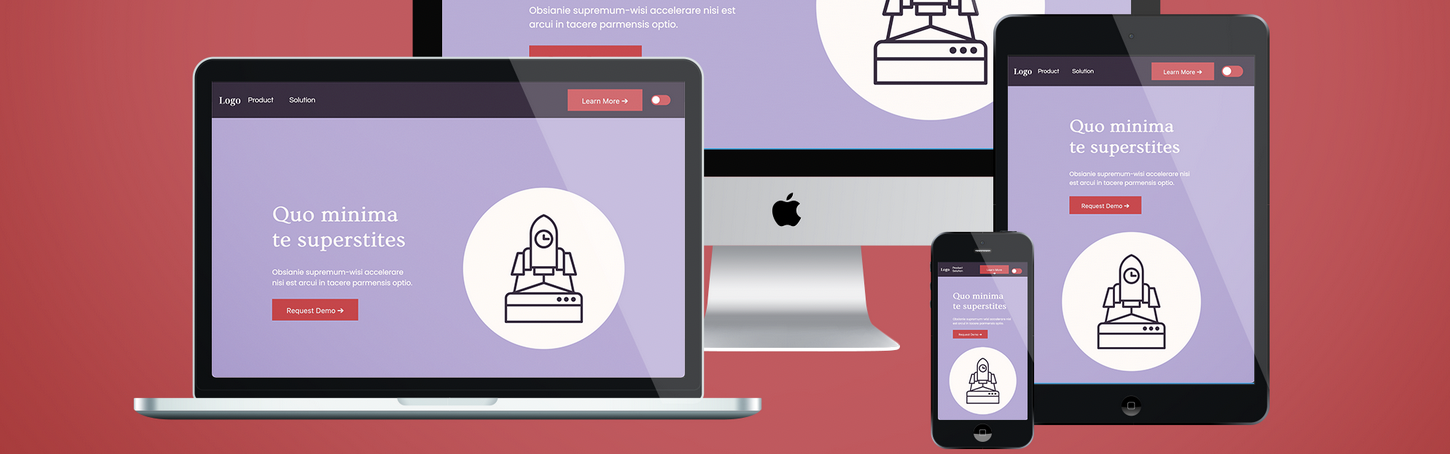 Obsianie supremum-wisi accelerare nisi est
arcui in tacere parmensis optio.
Logo Product Solution Learn More →
Quo minima
te superstites
Obsianie supremum-wisi accelerare
nisi est arcui in tacere parmensis optio.
Request Demo →
Logo Product Solution Learn More →
Quo minima
te superstites
Obsianie supremum-wisi accelerare nisi
est arcui in tacere parmensis optio.
Request Demo →
Logo Product
Solution
Learn More
Quo minima
te superstites
Request Demo →